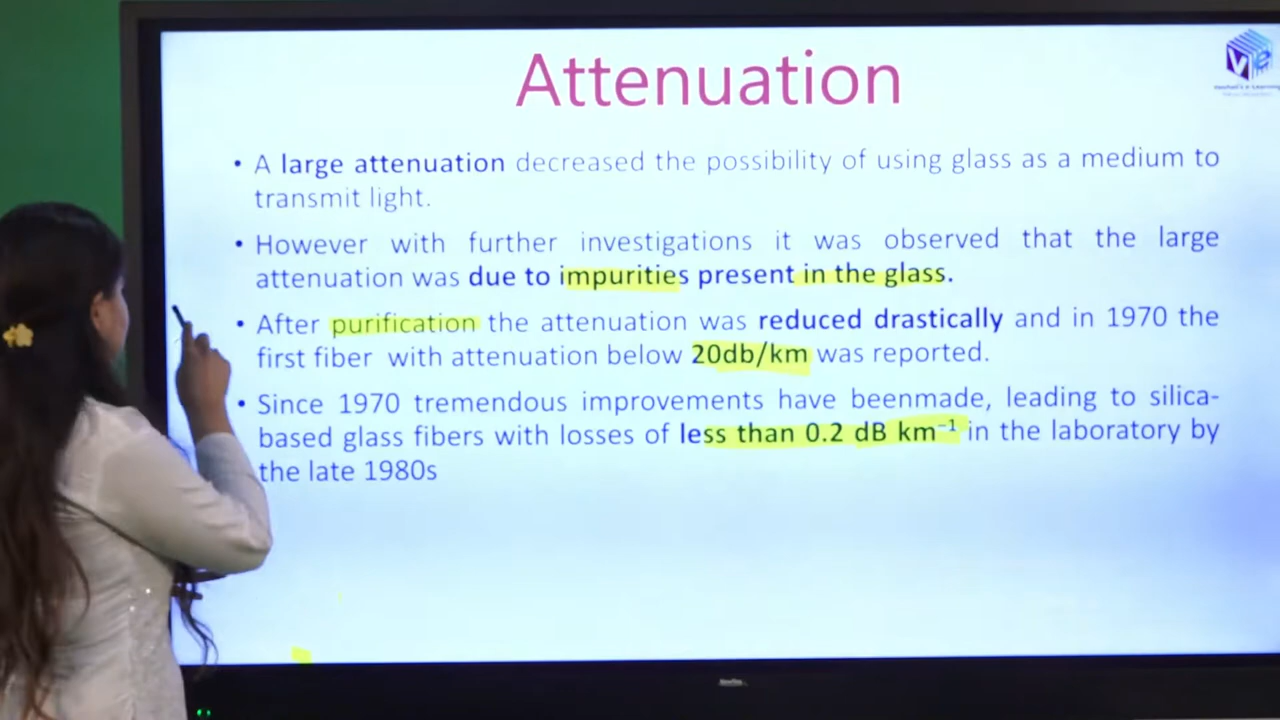 Attenuation
• A large attenuation decreased the possibility of using glass as a medium to
transmit light.
• However with further investigations it was observed that the large
attenuation was due to impurities present in the glass.
• After purification the attenuation was reduced drastically and in 1970 the
first fiber with attenuation below 20db/km was reported.
• Since 1970 tremendous improvements have beenmade, leading to silica-
based glass fibers with losses of less than 0.2 dB km⁻¹ in the laboratory by
the late 1980s